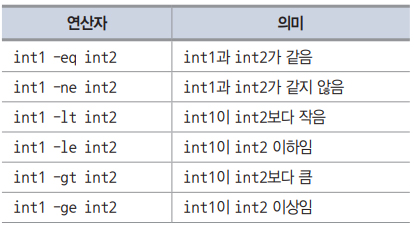 연산자 의미
int1 -eq int2 int1과 int2가 같음
int1 -ne int2 int1과 int2가 같지 않음
int1 -lt int2 int1이 int2보다 작음
int1 -le int2 int1이 int2 이하임
int1 -gt int2 int1이 int2보다 큼
int1 -ge int2 int1이 int2 이상임